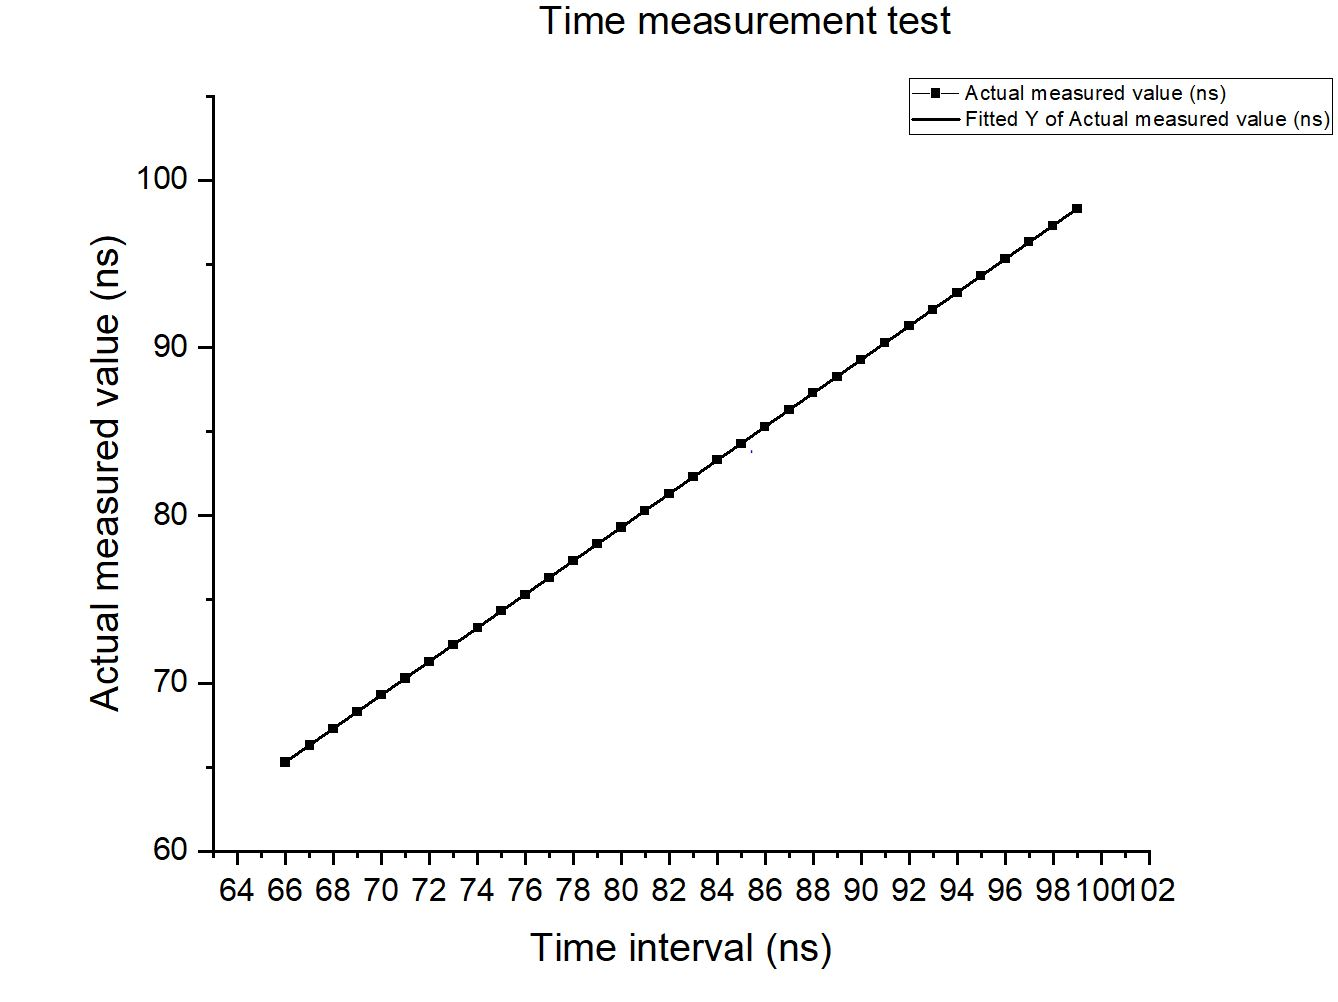 Time measurement test
Actual measured value (ns)
Fitted Y of Actual measured value (ns)
100
90
80
70
60
Actual measured value (ns)
64 66 68 70 72 74 76 78 80 82 84 86 88 90 92 94 96 98 100 102
Time interval (ns)